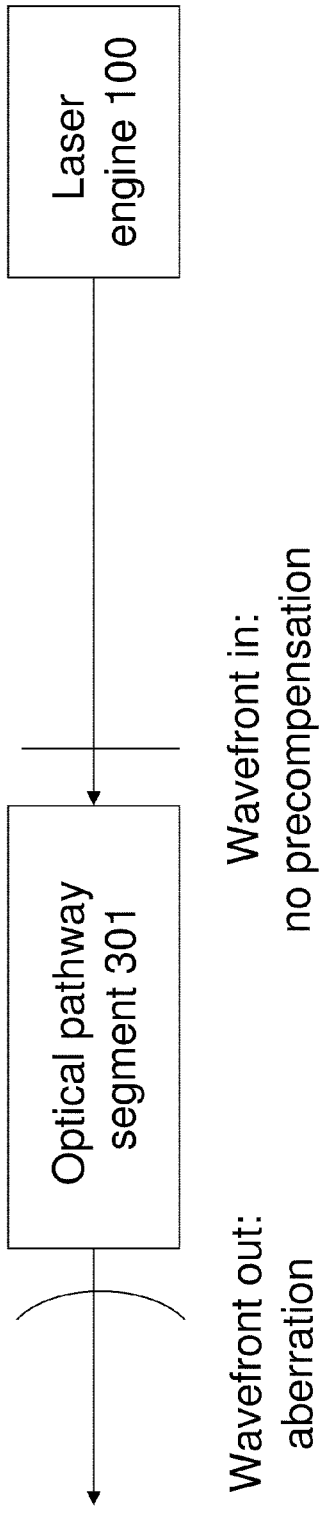 Laser
engine 100
Wavefront in:
no precompensation
Optical pathway
segment 301
Wavefront out:
aberration